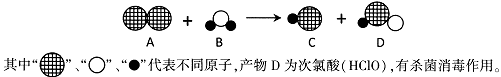 + → +
A B C D
其中“ ”、“ ”、“ ”代表不同原子,产物 D 为次氯酸(HClO),有杀菌消毒作用。